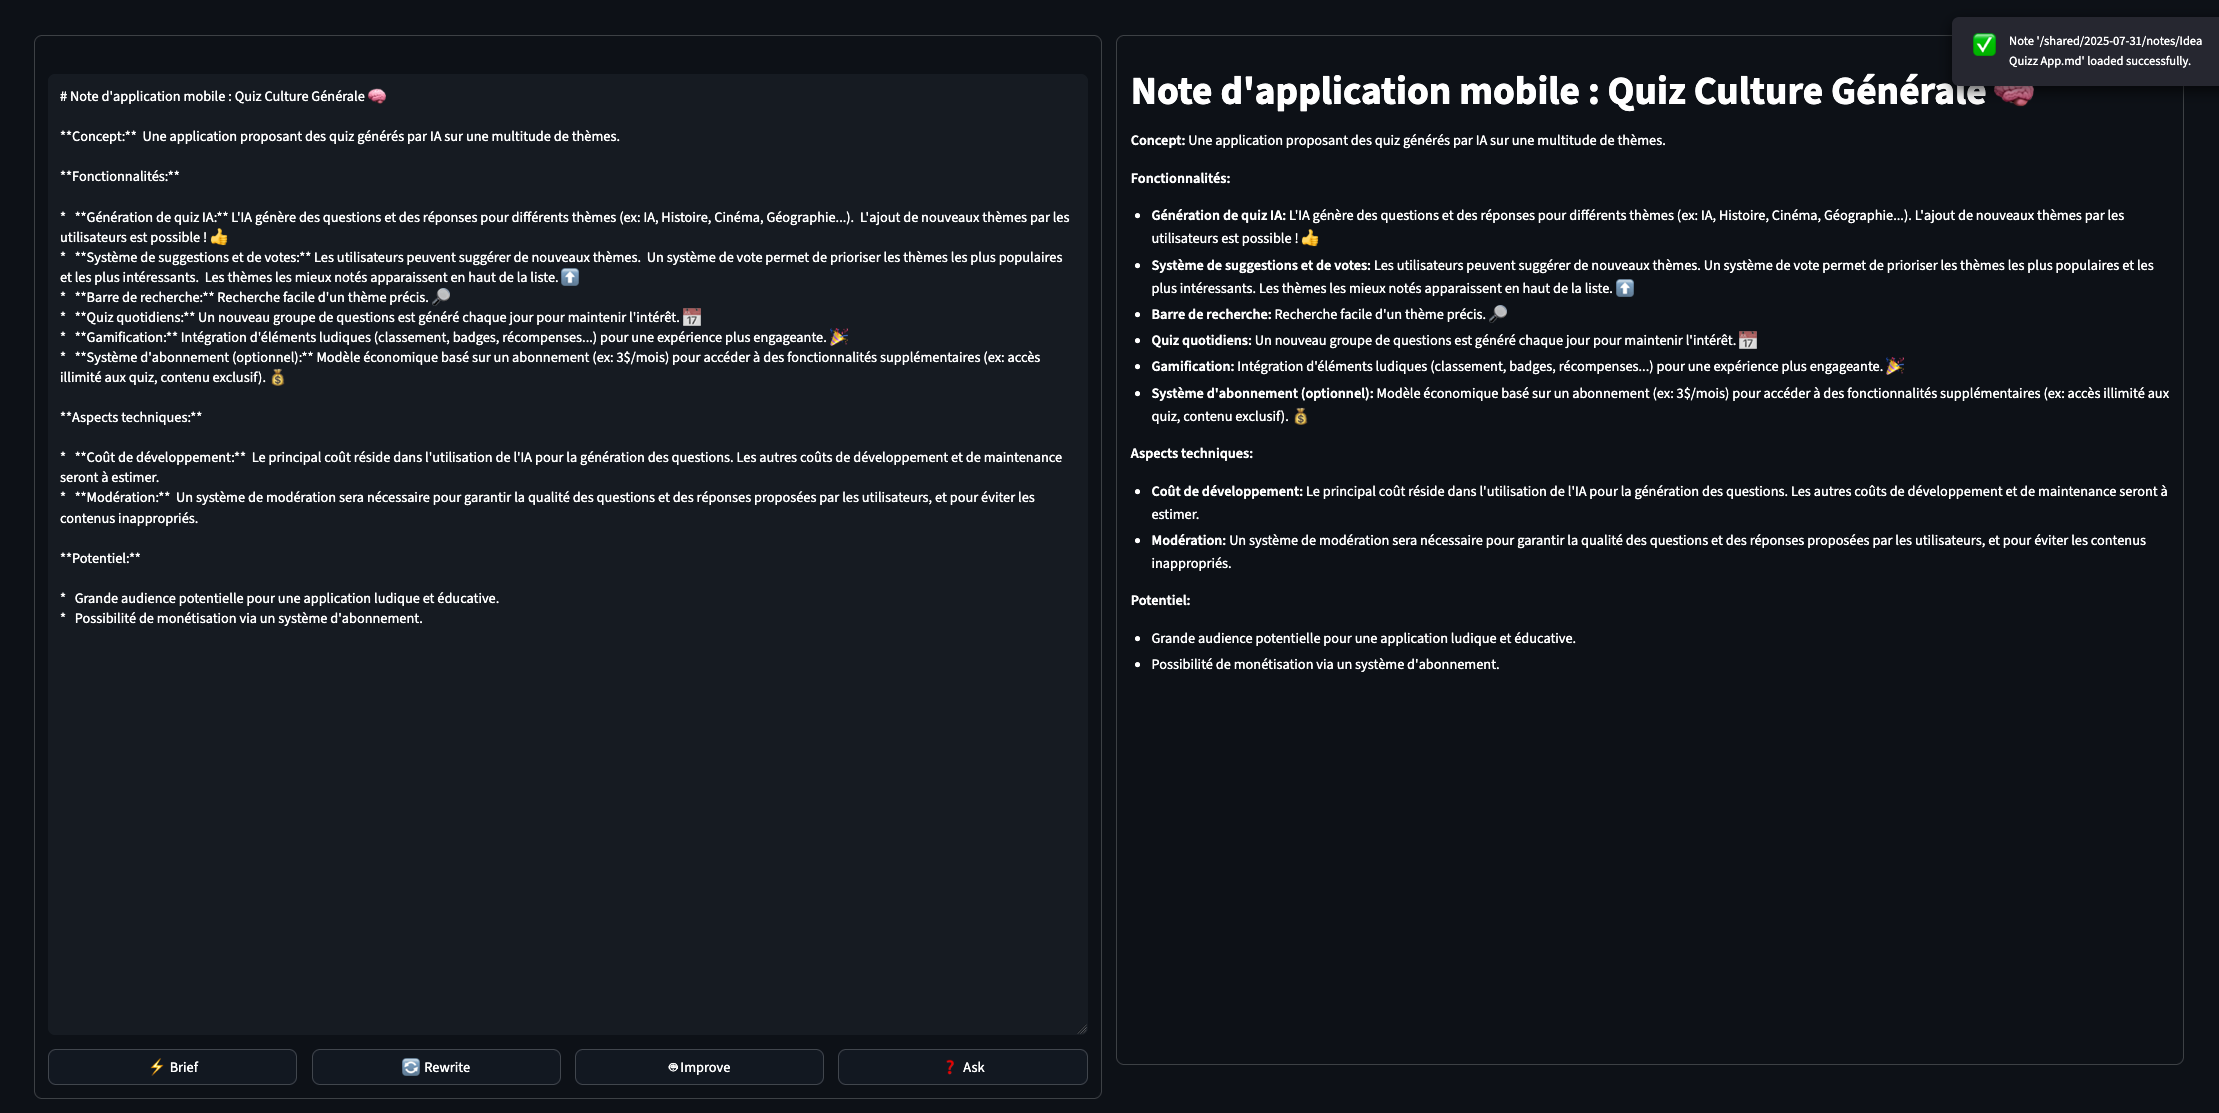 # Note d'application mobile : Quiz Culture Générale 🧠
**Concept:**  Une application proposant des quiz générés par IA sur une multitude de thèmes.
**Fonctionnalités:**
*   **Génération de quiz IA:** L'IA génère des questions et des réponses pour différents thèmes (ex: IA, Histoire, Cinéma, Géographie...).  L'ajout de nouveaux thèmes par les
utilisateurs est possible ! 👍
*   **Système de suggestions et de votes:** Les utilisateurs peuvent suggérer de nouveaux thèmes.  Un système de vote permet de prioriser les thèmes les plus populaires
et les plus intéressants.  Les thèmes les mieux notés apparaissent en haut de la liste. ⬆️
*   **Barre de recherche:** Recherche facile d'un thème précis. 🔎
*   **Quiz quotidiens:** Un nouveau groupe de questions est généré chaque jour pour maintenir l'intérêt. 📅
*   **Gamification:** Intégration d'éléments ludiques (classement, badges, récompenses...) pour une expérience plus engageante. 🎉
*   **Système d'abonnement (optionnel):** Modèle économique basé sur un abonnement (ex: 3$/mois) pour accéder à des fonctionnalités supplémentaires (ex: accès
illimité aux quiz, contenu exclusif). 💰
**Aspects techniques:**
*   **Coût de développement:**  Le principal coût réside dans l'utilisation de l'IA pour la génération des questions. Les autres coûts de développement et de maintenance
seront à estimer.
*   **Modération:**  Un système de modération sera nécessaire pour garantir la qualité des questions et des réponses proposées par les utilisateurs, et pour éviter les
contenus inappropriés.
**Potentiel:**
*   Grande audience potentielle pour une application ludique et éducative.
*   Possibilité de monétisation via un système d'abonnement.
⚡ Brief
🔄 Rewrite
Improve
❓ Ask
Note d'application mobile : Quiz Culture Générale 🧠
Concept: Une application proposant des quiz générés par IA sur une multitude de thèmes.
Fonctionnalités:
• Génération de quiz IA: L'IA génère des questions et des réponses pour différents thèmes (ex: IA, Histoire, Cinéma, Géographie...). L'ajout de nouveaux thèmes par les
utilisateurs est possible ! 👍
• Système de suggestions et de votes: Les utilisateurs peuvent suggérer de nouveaux thèmes. Un système de vote permet de prioriser les thèmes les plus populaires et les
plus intéressants. Les thèmes les mieux notés apparaissent en haut de la liste. ⬆️
• Barre de recherche: Recherche facile d'un thème précis. 🔎
• Quiz quotidiens: Un nouveau groupe de questions est généré chaque jour pour maintenir l'intérêt. 📅
• Gamification: Intégration d'éléments ludiques (classement, badges, récompenses...) pour une expérience plus engageante. 🎉
• Système d'abonnement (optionnel): Modèle économique basé sur un abonnement (ex: 3$/mois) pour accéder à des fonctionnalités supplémentaires (ex: accès illimité aux
quiz, contenu exclusif). 💰
Aspects techniques:
• Coût de développement: Le principal coût réside dans l'utilisation de l'IA pour la génération des questions. Les autres coûts de développement et de maintenance seront à
estimer.
• Modération: Un système de modération sera nécessaire pour garantir la qualité des questions et des réponses proposées par les utilisateurs, et pour éviter les contenus
inappropriés.
Potentiel:
• Grande audience potentielle pour une application ludique et éducative.
• Possibilité de monétisation via un système d'abonnement.
✅ Note '/shared/2025-07-31/notes/Idea
Quizz App.md' loaded successfully.